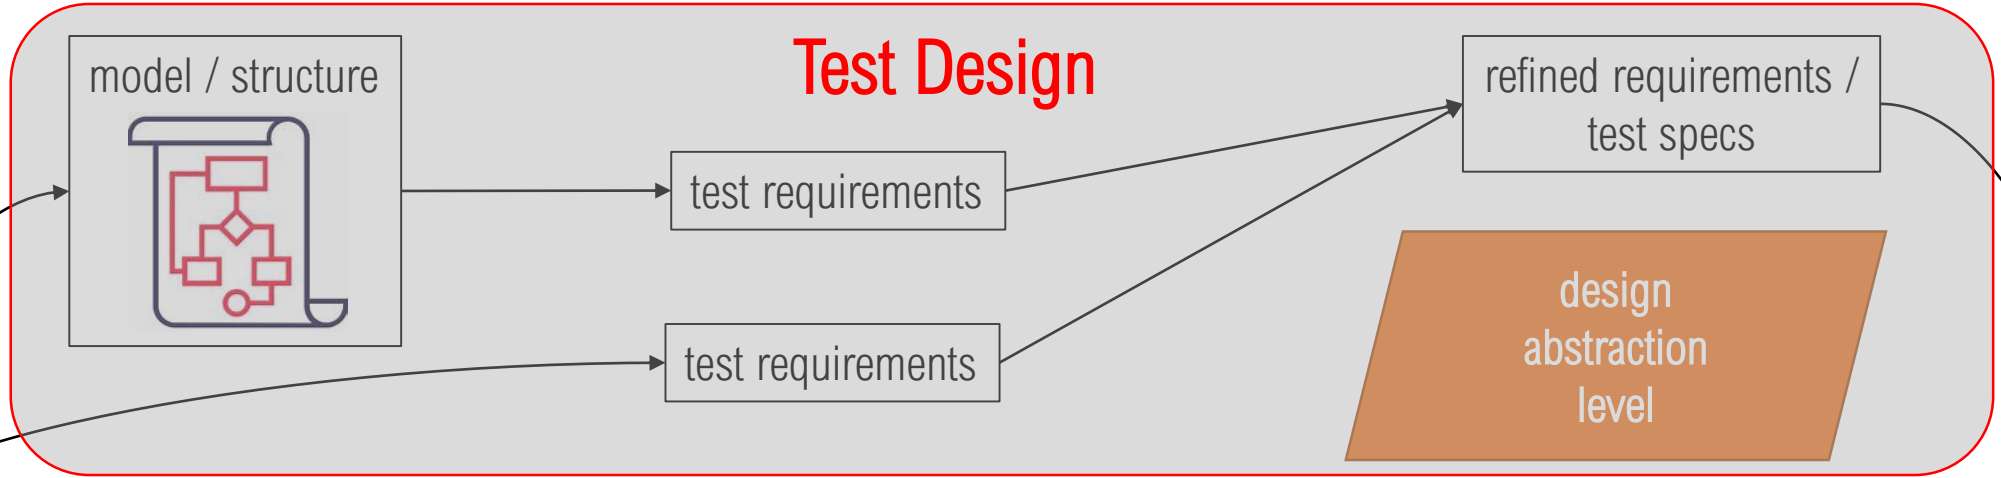 Test Design
model / structure
test requirements
test requirements
refined requirements /
test specs
design
abstraction
level